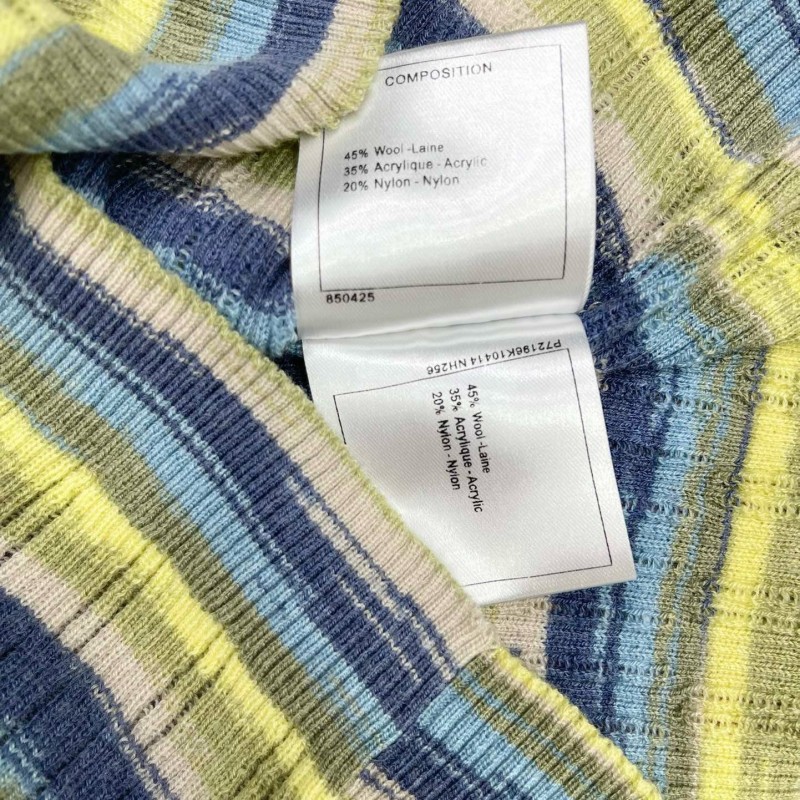 COMPOSITION
45% Wool -Laine
35% Acrylique - Acrylic
20% Nylon - Nylon
850425
P72196K10414 NH256
45% Wool -Laine
35% Acrylique - Acrylic
20% Nylon - Nylon